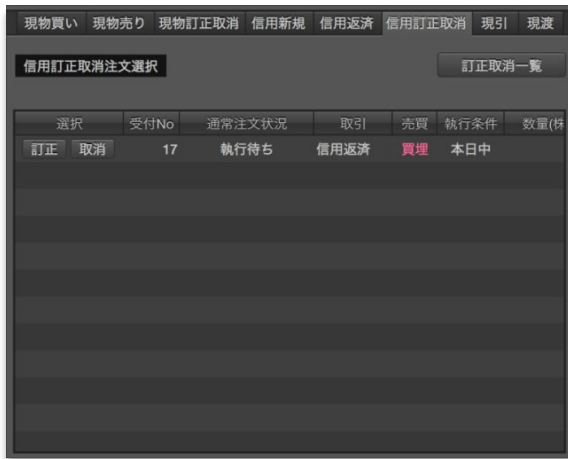 現物買い 現物売り 現物訂正取消 信用新規 信用返済 信用訂正取消 現引 現渡
信用訂正取消注文選択 訂正取消一覧
選択 受付No 通常注文状況 取引 売買 執行条件 数量(株
訂正 取消 17 執行待ち 信用返済 買埋 本日中